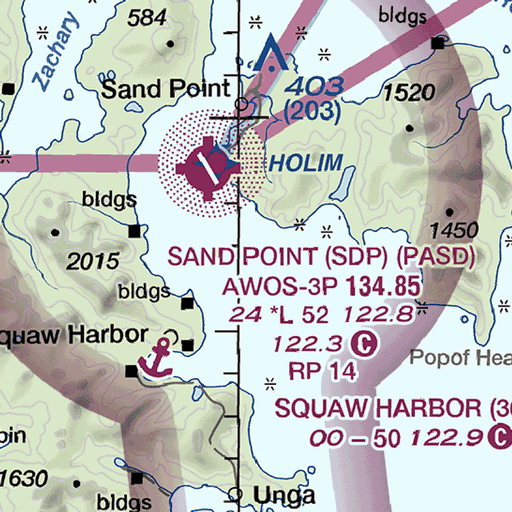 584
bldgs
Zachary
Sand Point
403
(203)
1520
HOLIM
bldgs
1450
2015
SAND POINT (SDP) (PASD)
AWOS-3P 134.85
bldgs
24 *L 52 122.8
quaw Harbor
122.3 C
Popof Hea
RP 14
SQUAW HARBOR (3
00 – 50 122.9 C
pin
1630
bldgs
Unga